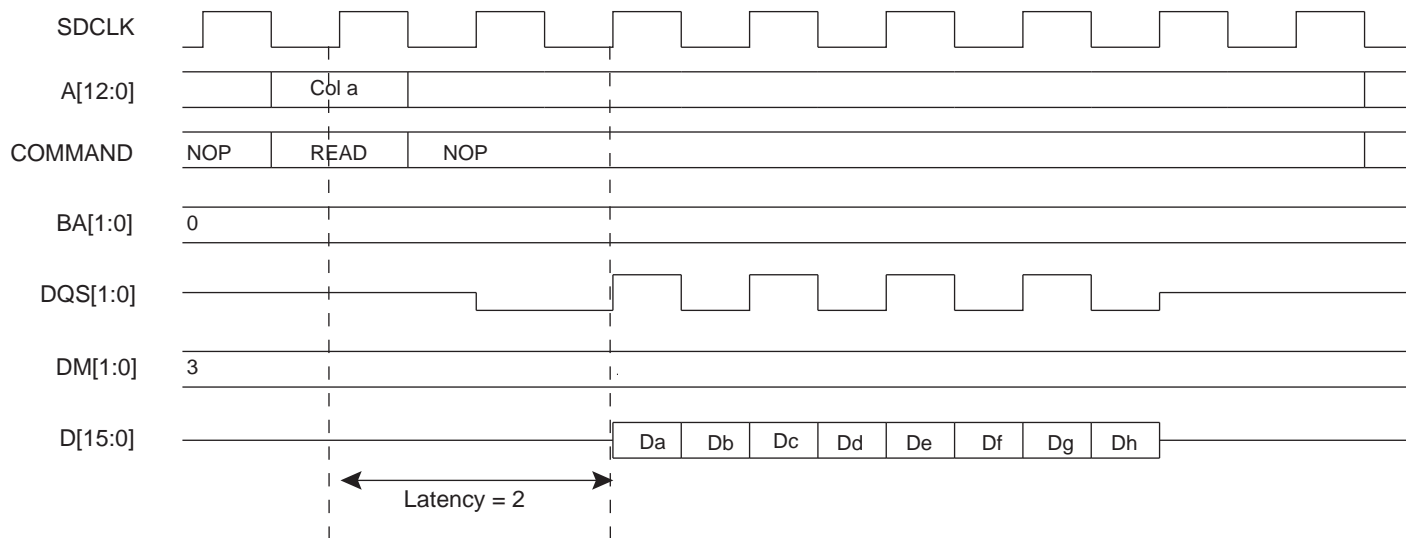 SDCLK
A[12:0] Col a
COMMAND NOP READ NOP
BA[1:0] 0
DQS[1:0]
DM[1:0] 3
D[15:0] Da Db Dc Dd De Df Dg Dh
Latency = 2